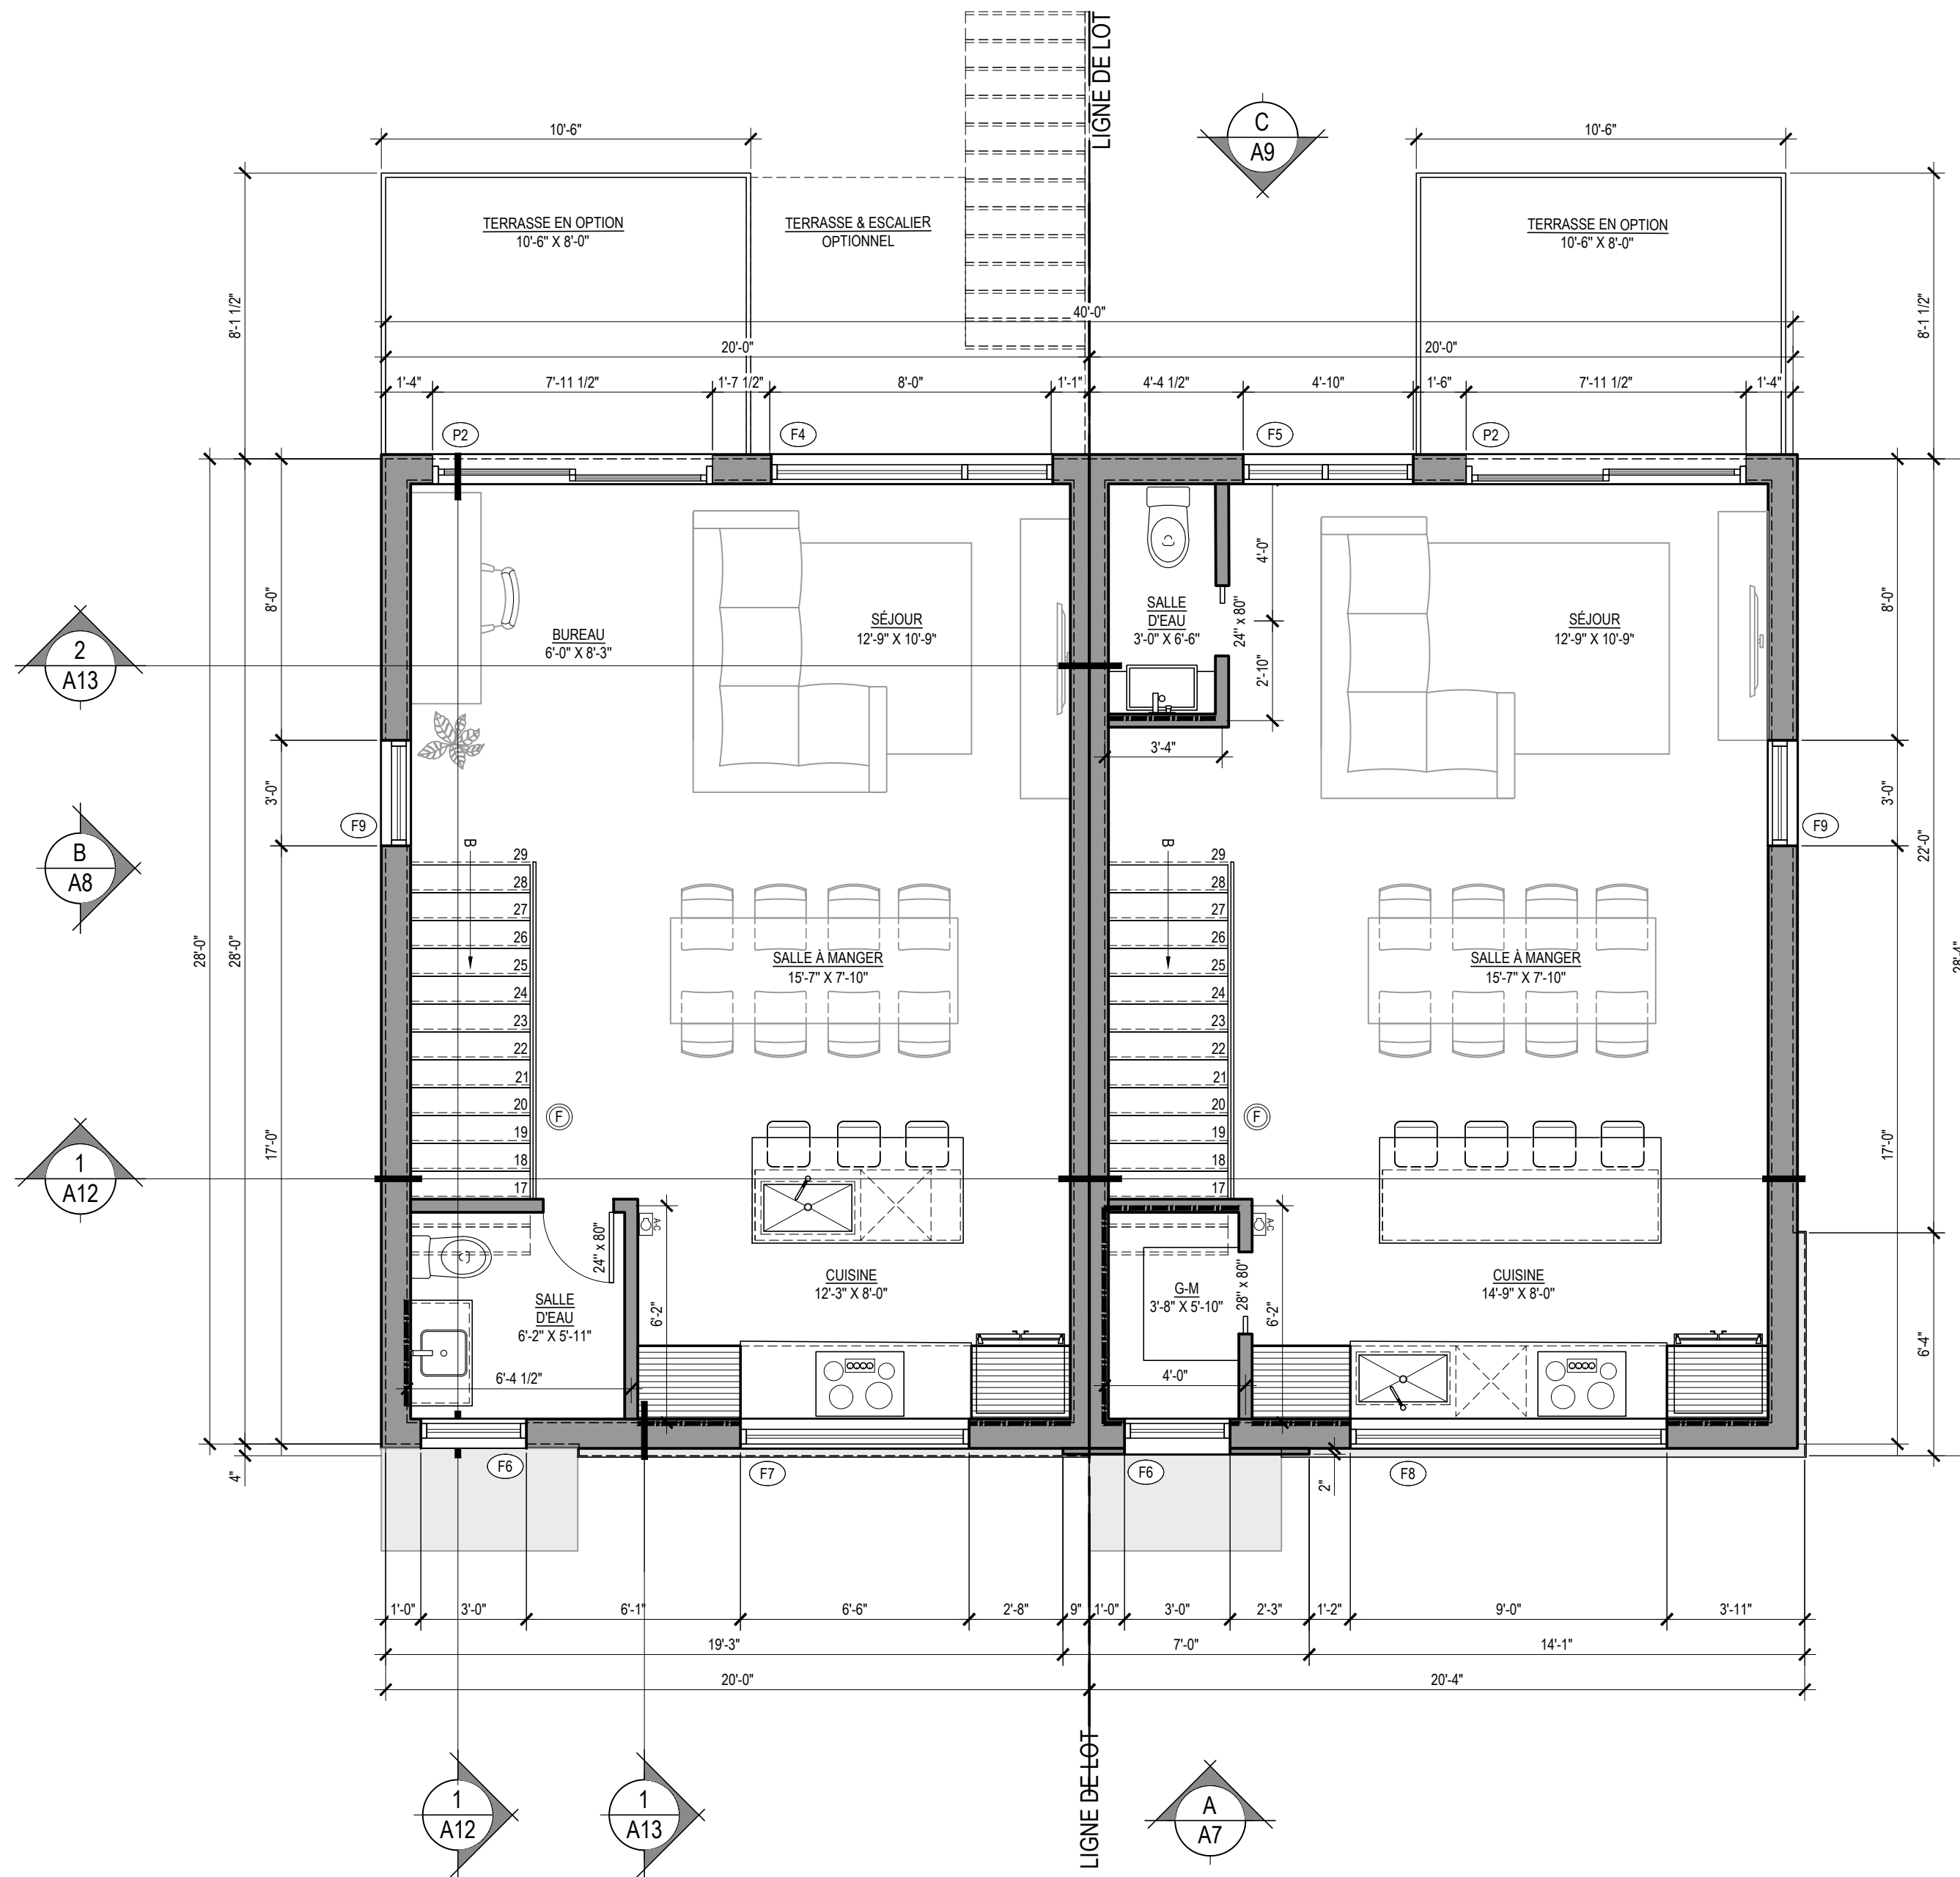 LIGNE DE LOT
C
A9
10'-6"
10'-6"
TERRASSE EN OPTION
10'-6" X 8'-0"
TERRASSE & ESCALIER
OPTIONNEL
TERRASSE EN OPTION
10'-6" X 8'-0"
8'-1 1/2"
8'-1 1/2"
40'-0"
20'-0"
20'-0"
1'-4"
7'-11 1/2"
1'-7 1/2"
8'-0"
1'-1"
4'-4 1/2"
4'-10"
1'-6"
7'-11 1/2"
1'-4"
P2
F4
F5
P2
2
A13
B
A8
1
A12
28'-0"
28'-0"
8'-0"
3'-0"
17'-0"
4"
F9
BUREAU
6'-0" X 8'-3"
SÉJOUR
12'-9" X 10'-9"
SALLE
D'EAU
3'-0" X 6'-6"
24" x 80"
4'-0"
2'-10"
3'-4"
SÉJOUR
12'-9" X 10'-9"
F9
8'-0"
3'-0"
17'-0"
22'-0"
6'-4"
28'-4"
B
29
28
27
26
25
24
23
22
21
20
19
18
17
F
SALLE À MANGER
15'-7" X 7'-10"
B
29
28
27
26
25
24
23
22
21
20
19
18
17
F
SALLE À MANGER
15'-7" X 7'-10"
24" x 80"
A.C
SALLE
D'EAU
6'-2" X 5'-11"
6'-4 1/2"
6'-2"
CUISINE
12'-3" X 8'-0"
G-M
3'-8" X 5'-10"
28" x 80"
A.C
4'-0"
6'-2"
CUISINE
14'-9" X 8'-0"
F6
F7
F6
2"
F8
1'-0"
3'-0"
6'-1"
6'-6"
2'-8"
9"
1'-0"
3'-0"
2'-3"
1'-2"
9'-0"
3'-11"
19'-3"
7'-0"
14'-1"
20'-0"
20'-4"
LIGNE DE LOT
1
A12
1
A13
A
A7